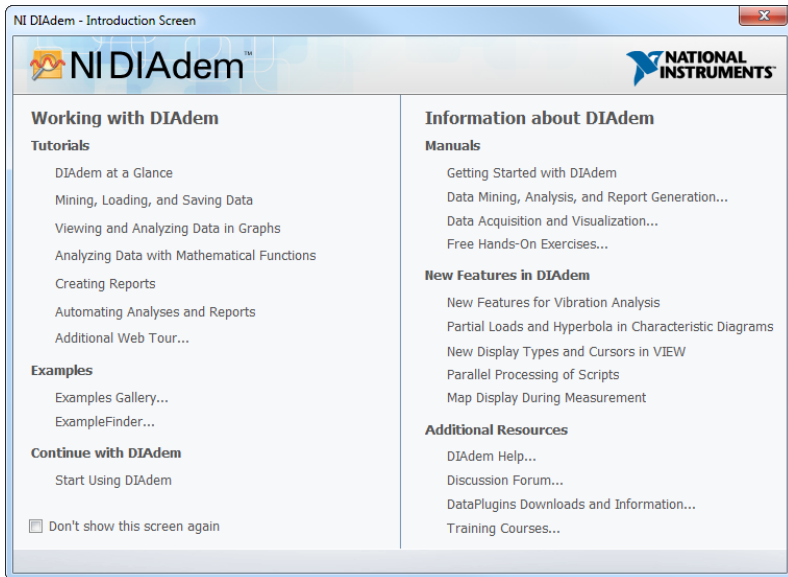 NI DIAdem - Introduction Screen
NI DIAdem™
NATIONAL
INSTRUMENTS™
Working with DIAdem
Tutorials
DIAdem at a Glance
Mining, Loading, and Saving Data
Viewing and Analyzing Data in Graphs
Analyzing Data with Mathematical Functions
Creating Reports
Automating Analyses and Reports
Additional Web Tour...
Examples
Examples Gallery...
ExampleFinder...
Continue with DIAdem
Start Using DIAdem
Don't show this screen again
Information about DIAdem
Manuals
Getting Started with DIAdem
Data Mining, Analysis, and Report Generation...
Data Acquisition and Visualization...
Free Hands-On Exercises...
New Features in DIAdem
New Features for Vibration Analysis
Partial Loads and Hyperbola in Characteristic Diagrams
New Display Types and Cursors in VIEW
Parallel Processing of Scripts
Map Display During Measurement
Additional Resources
DIAdem Help...
Discussion Forum...
DataPlugins Downloads and Information...
Training Courses...